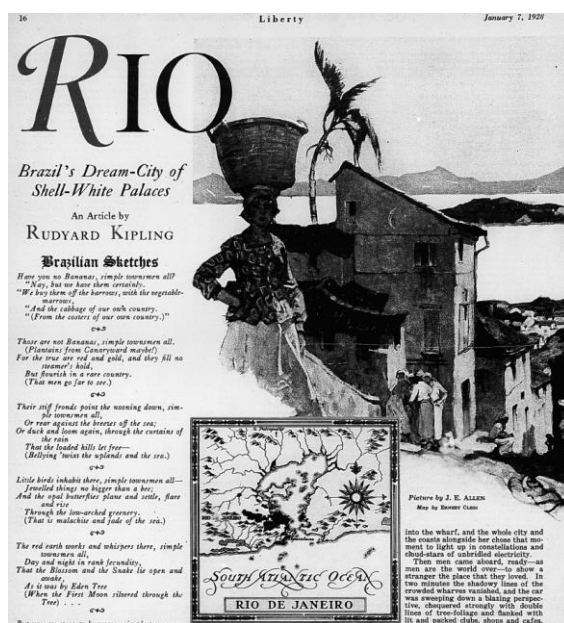 16
Liberty
January 7, 1928
RIO
Brazil's Dream-City of
Shell-White Palaces
An Article by
RUDYARD KIPLING
Brazilian Sketches
Have you no Bananas, simple townsmen all?
"Nay, but we have them certainly.
"We buy them off the barrows, with the vegetable-
marrows,
"And the cabbage of our own country.
"(From the costers of our own country.)"
Those are not Bananas, simple townsmen all.
(Plantains from Canaryward maybe!)
For the true are red and gold, and they fill no
steamer's hold,
But flourish in a rare country.
(That men go far to see.)
Their stiff fronds point the nooning down, sim-
ple townsmen all,
Or rear against the breezes off the sea;
Or duck and loom again, through the curtains of
the rain
That the loaded hills let free—
(Bellying 'twixt the uplands and the sea.)
Little birds inhabit there, simple townsmen all—
Jewelled things no bigger than a bee;
And the opal butterflies plane and settle, flare
and rise
Through the low-arched greenery.
(That is malachite and jade of the sea.)
The red earth works and whispers there, simple
townsmen all,
Day and night in rank fecundity,
That the Blossom and the Snake lie open and
awake,
As it was by Eden Tree
(When the First Moon silvered through the
Tree) . . .
SOUTH ATLANTIC OCEAN
RIO DE JANEIRO
Picture by J. E. ALLEN
Map by ERNEST CLEGG
into the wharf, and the whole city and
the coasts alongside her chose that mo-
ment to light up in constellations and
cloud-stars of unbridled electricity.
Then men came aboard, ready—as
men are the world over—to show a
stranger the place that they loved. In
two minutes the shadowy lines of the
crowded wharves vanished, and the car
was sweeping down a blazing perspec-
tive, chequered strongly with double
lines of tree-foliage and flanked with
lit and packed clubs, shops and cafes.